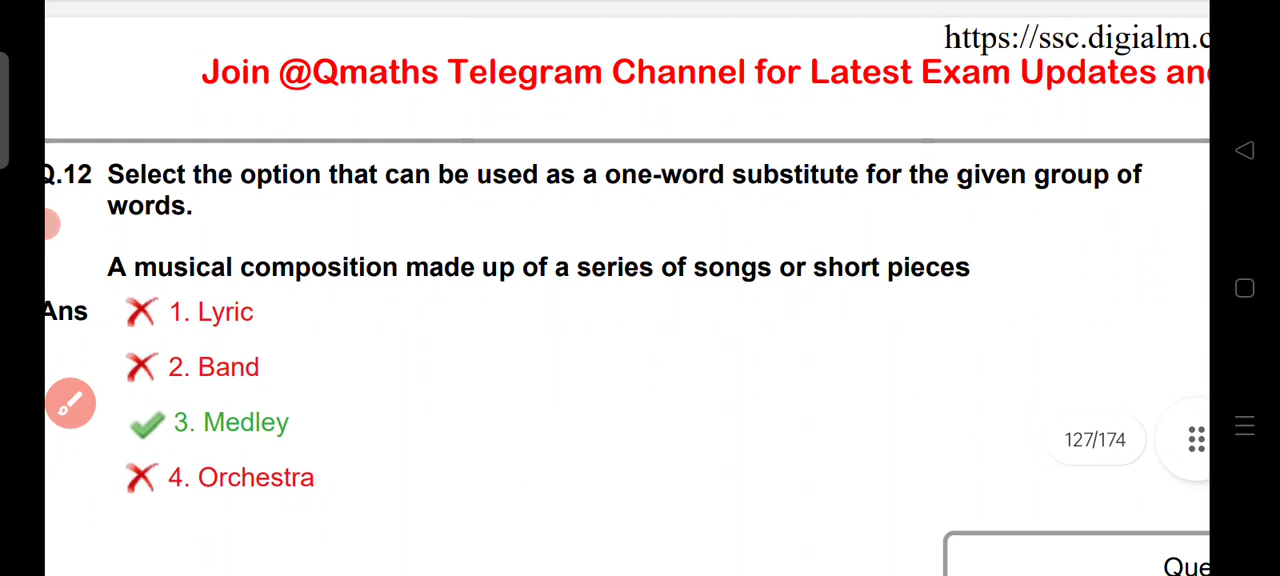 https://ssc.digialm.c
Join @Qmaths Telegram Channel for Latest Exam Updates an
Q.12 Select the option that can be used as a one-word substitute for the given group of
words.
A musical composition made up of a series of songs or short pieces
Ans 1. Lyric
2. Band
3. Medley
4. Orchestra
127/174
Que